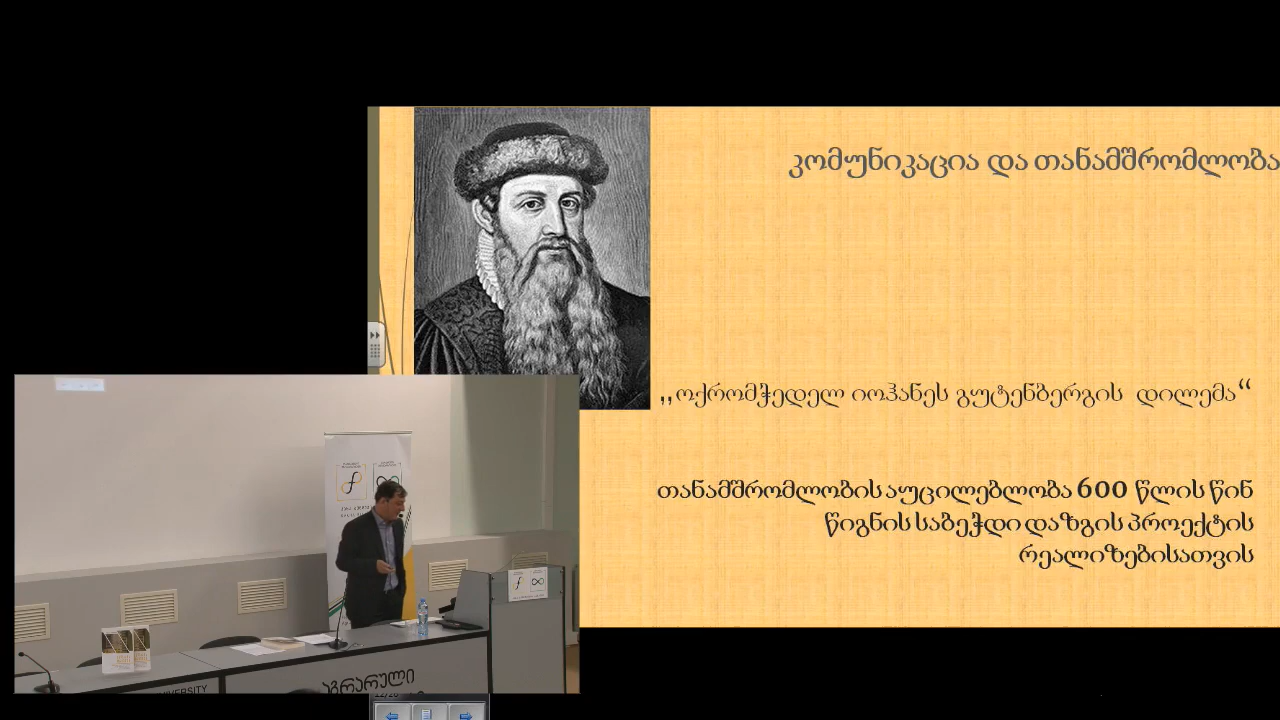 კომუნიკაცია და თანამშრომლობა
„ოქრომჭედელ იოჰანეს გუტენბერგის დილემა“
თანამშრომლობის აუცილებლობა 600 წლის წინ
წიგნის საბეჭდი დაზგის პროექტის
რეალიზებისათვის
აგრარული